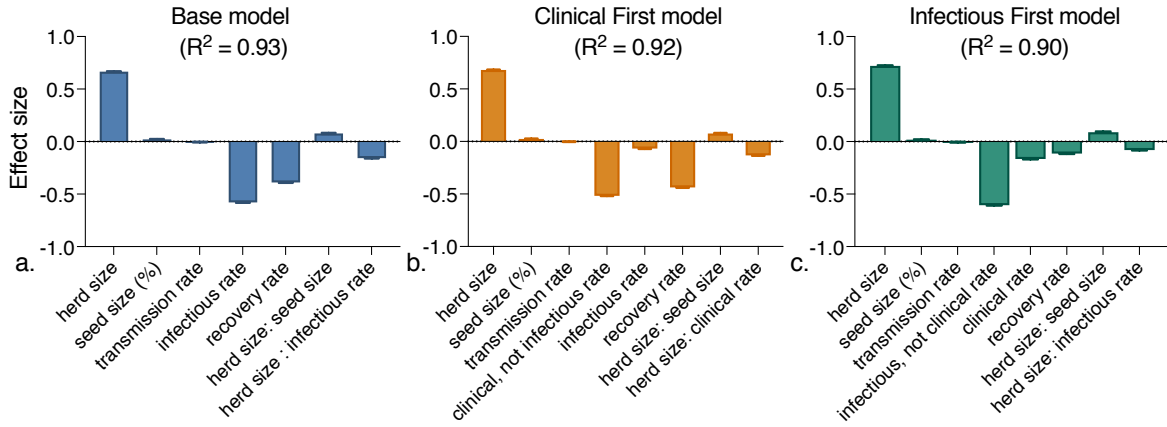 Base model
(R² = 0.93)
Effect size
1.0
0.5
0.0
-0.5
-1.0
a.
herd size
seed size (%)
transmission rate
infectious rate
recovery rate
herd size: seed size
herd size : infectious rate
Clinical First model
(R² = 0.92)
1.0
0.5
0.0
-0.5
-1.0
b.
herd size
seed size (%)
transmission rate
clinical, not infectious rate
infectious rate
recovery rate
herd size: seed size
herd size: clinical rate
Infectious First model
(R² = 0.90)
1.0
0.5
0.0
-0.5
-1.0
c.
herd size
seed size (%)
transmission rate
infectious, not clinical rate
clinical rate
recovery rate
herd size: seed size
herd size: infectious rate